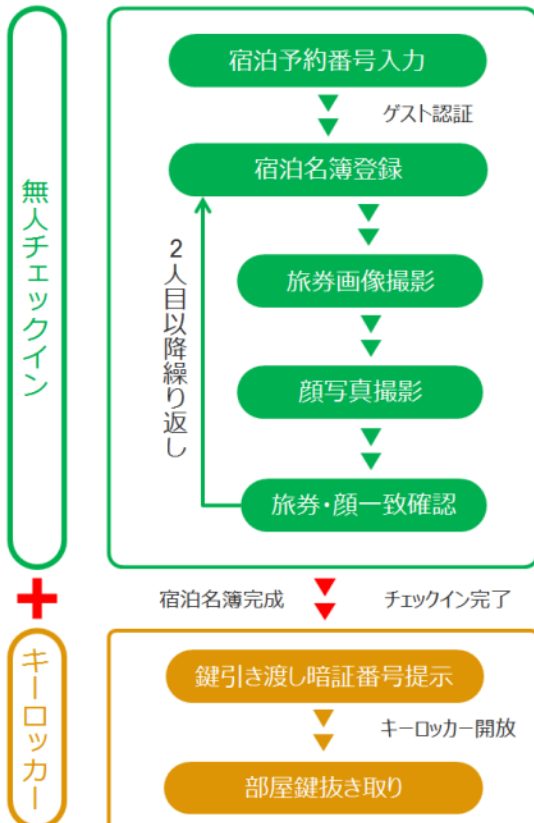 無人チェックイン
宿泊予約番号入力
ゲスト認証
宿泊名簿登録
旅券画像撮影
顔写真撮影
旅券・顔一致確認
2人目以降繰り返し
+
宿泊名簿完成
チェックイン完了
キーロッカー
鍵引き渡し暗証番号提示
キーロッカー開放
部屋鍵抜き取り